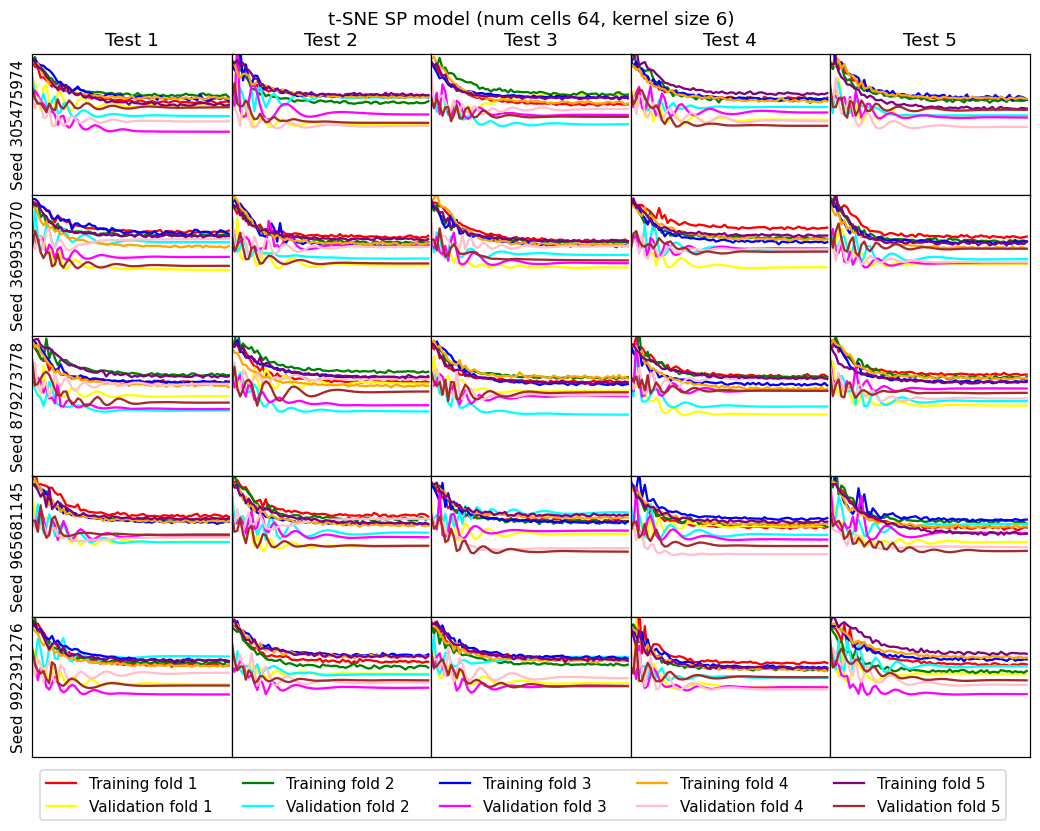 t-SNE SP model (num cells 64, kernel size 6)
Test 1 Test 2 Test 3 Test 4 Test 5
Seed 3054759974
Seed 3699953070
Seed 879273778
Seed 965681145
Seed 992391276
Training fold 1 Training fold 2 Training fold 3 Training fold 4 Training fold 5
Validation fold 1 Validation fold 2 Validation fold 3 Validation fold 4 Validation fold 5